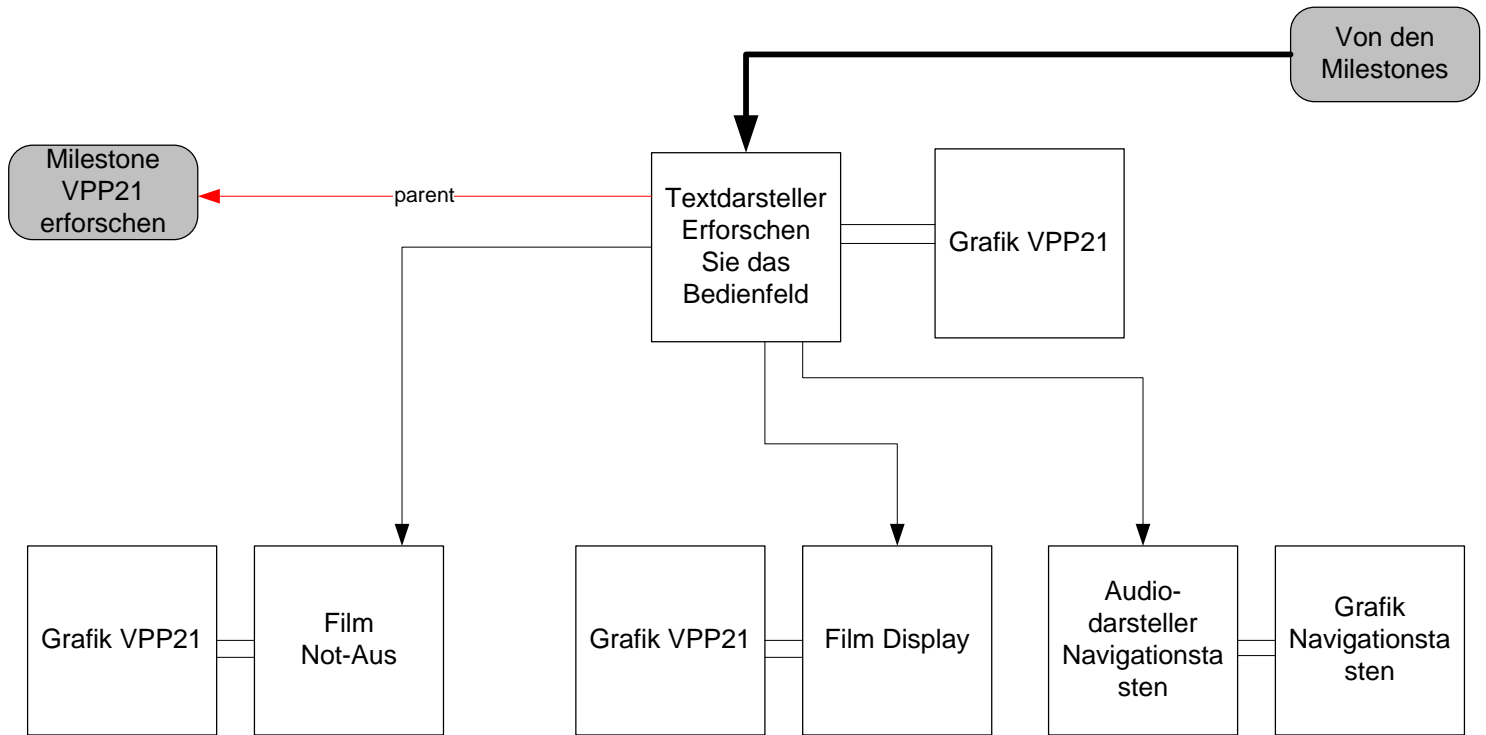 Von den
Milestones
Milestone
VPP21
erforschen
parent
Textdarsteller
Erforschen
Sie das
Bedienfeld
Grafik VPP21
Grafik VPP21
Film
Not-Aus
Grafik VPP21
Film Display
Audio-
darsteller
Navigationsta
sten
Grafik
Navigationsta
sten